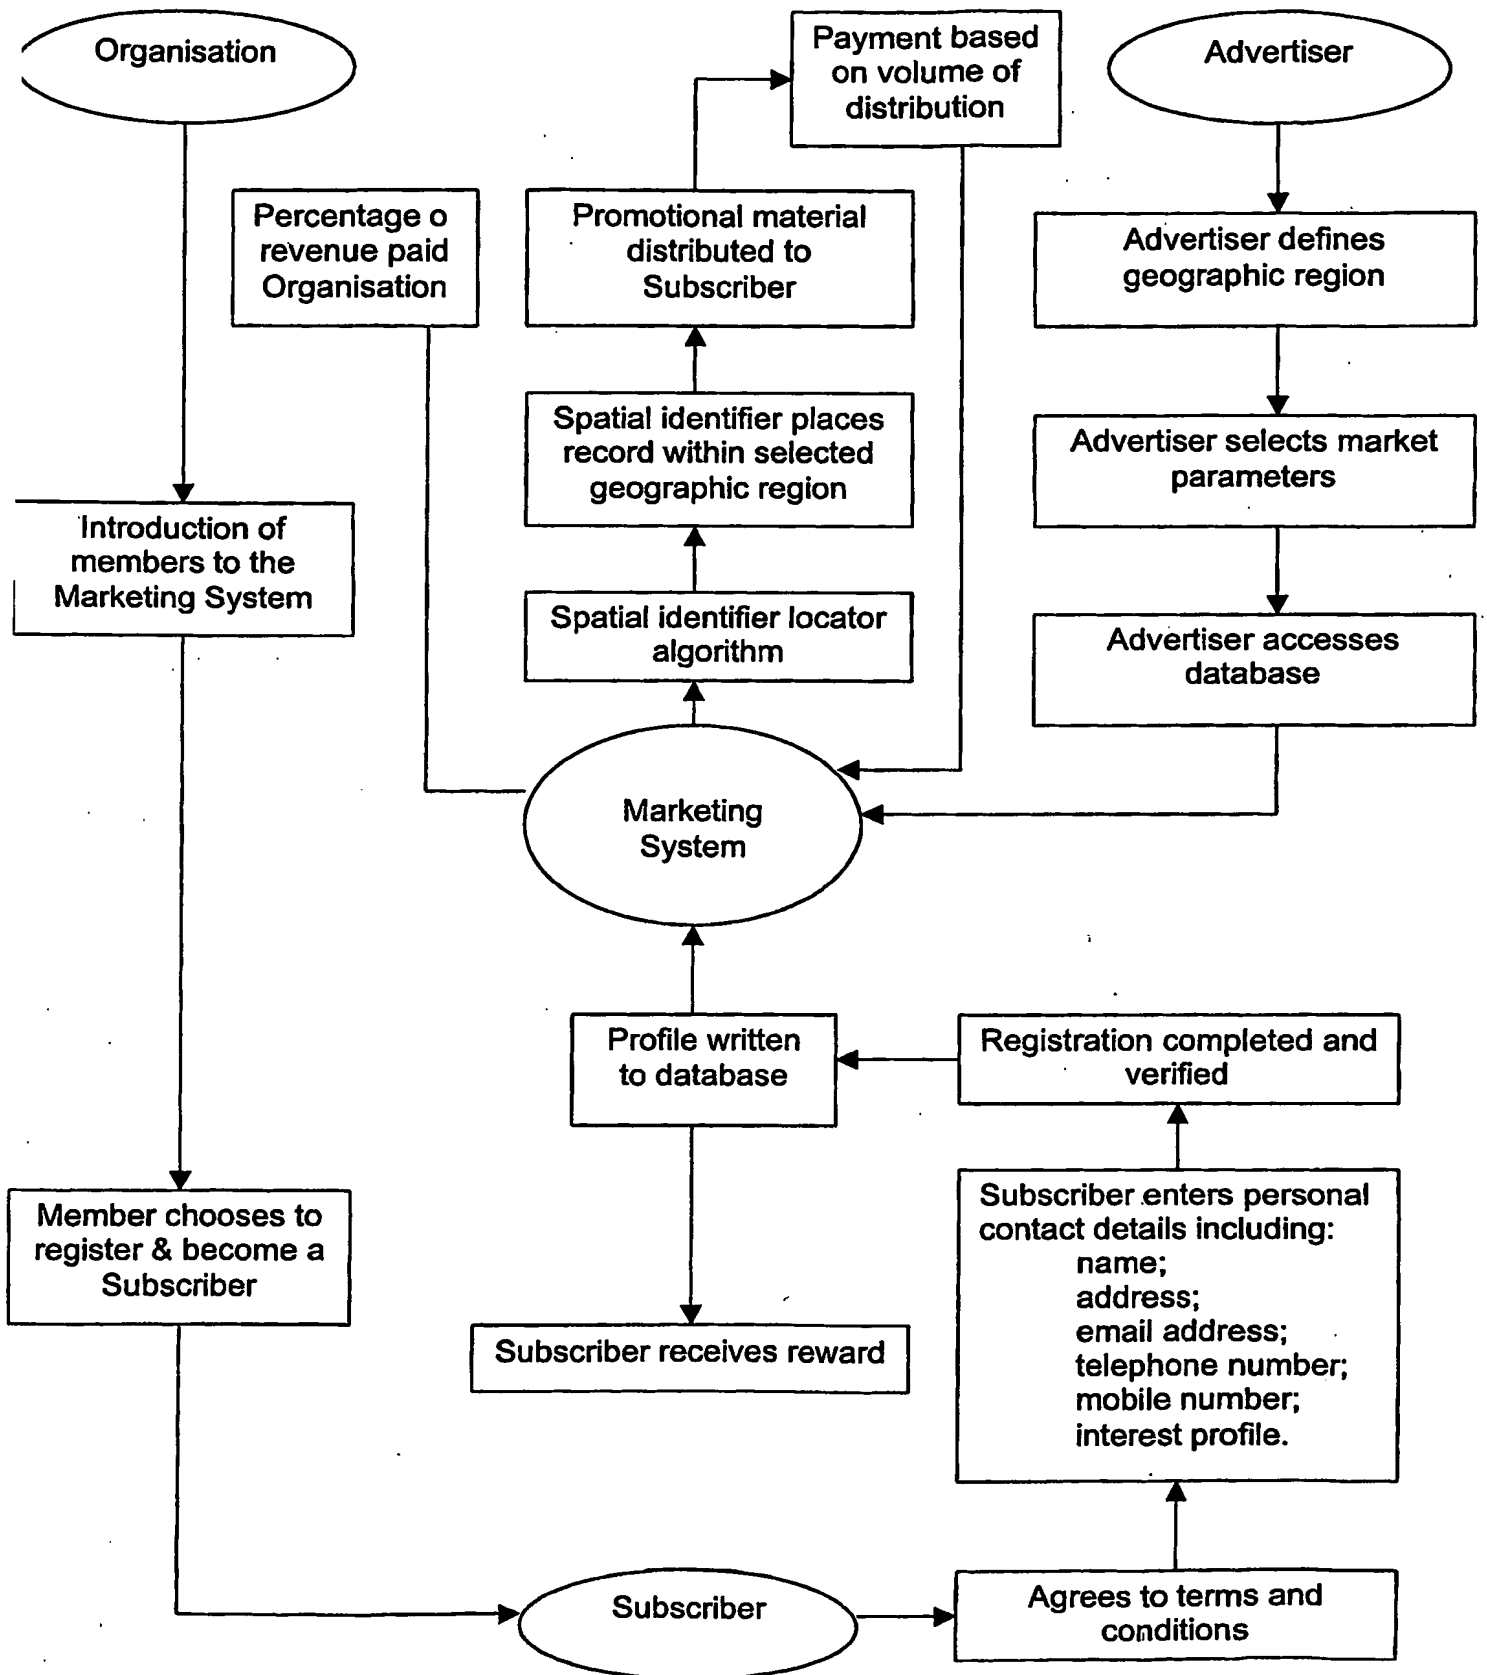 Organisation
Payment based
on volume of
distribution
Advertiser
Percentage o
revenue paid
Organisation
Promotional material
distributed to
Subscriber
Advertiser defines
geographic region
Spatial identifier places
record within selected
geographic region
Advertiser selects market
parameters
Introduction of
members to the
Marketing System
Spatial identifier locator
algorithm
Advertiser accesses
database
Marketing
System
Profile written
to database
Registration completed and
verified
Member chooses to
register & become a
Subscriber
Subscriber enters personal
contact details including:
name;
address;
email address;
telephone number;
mobile number;
interest profile.
Subscriber receives reward
Subscriber
Agrees to terms and
conditions